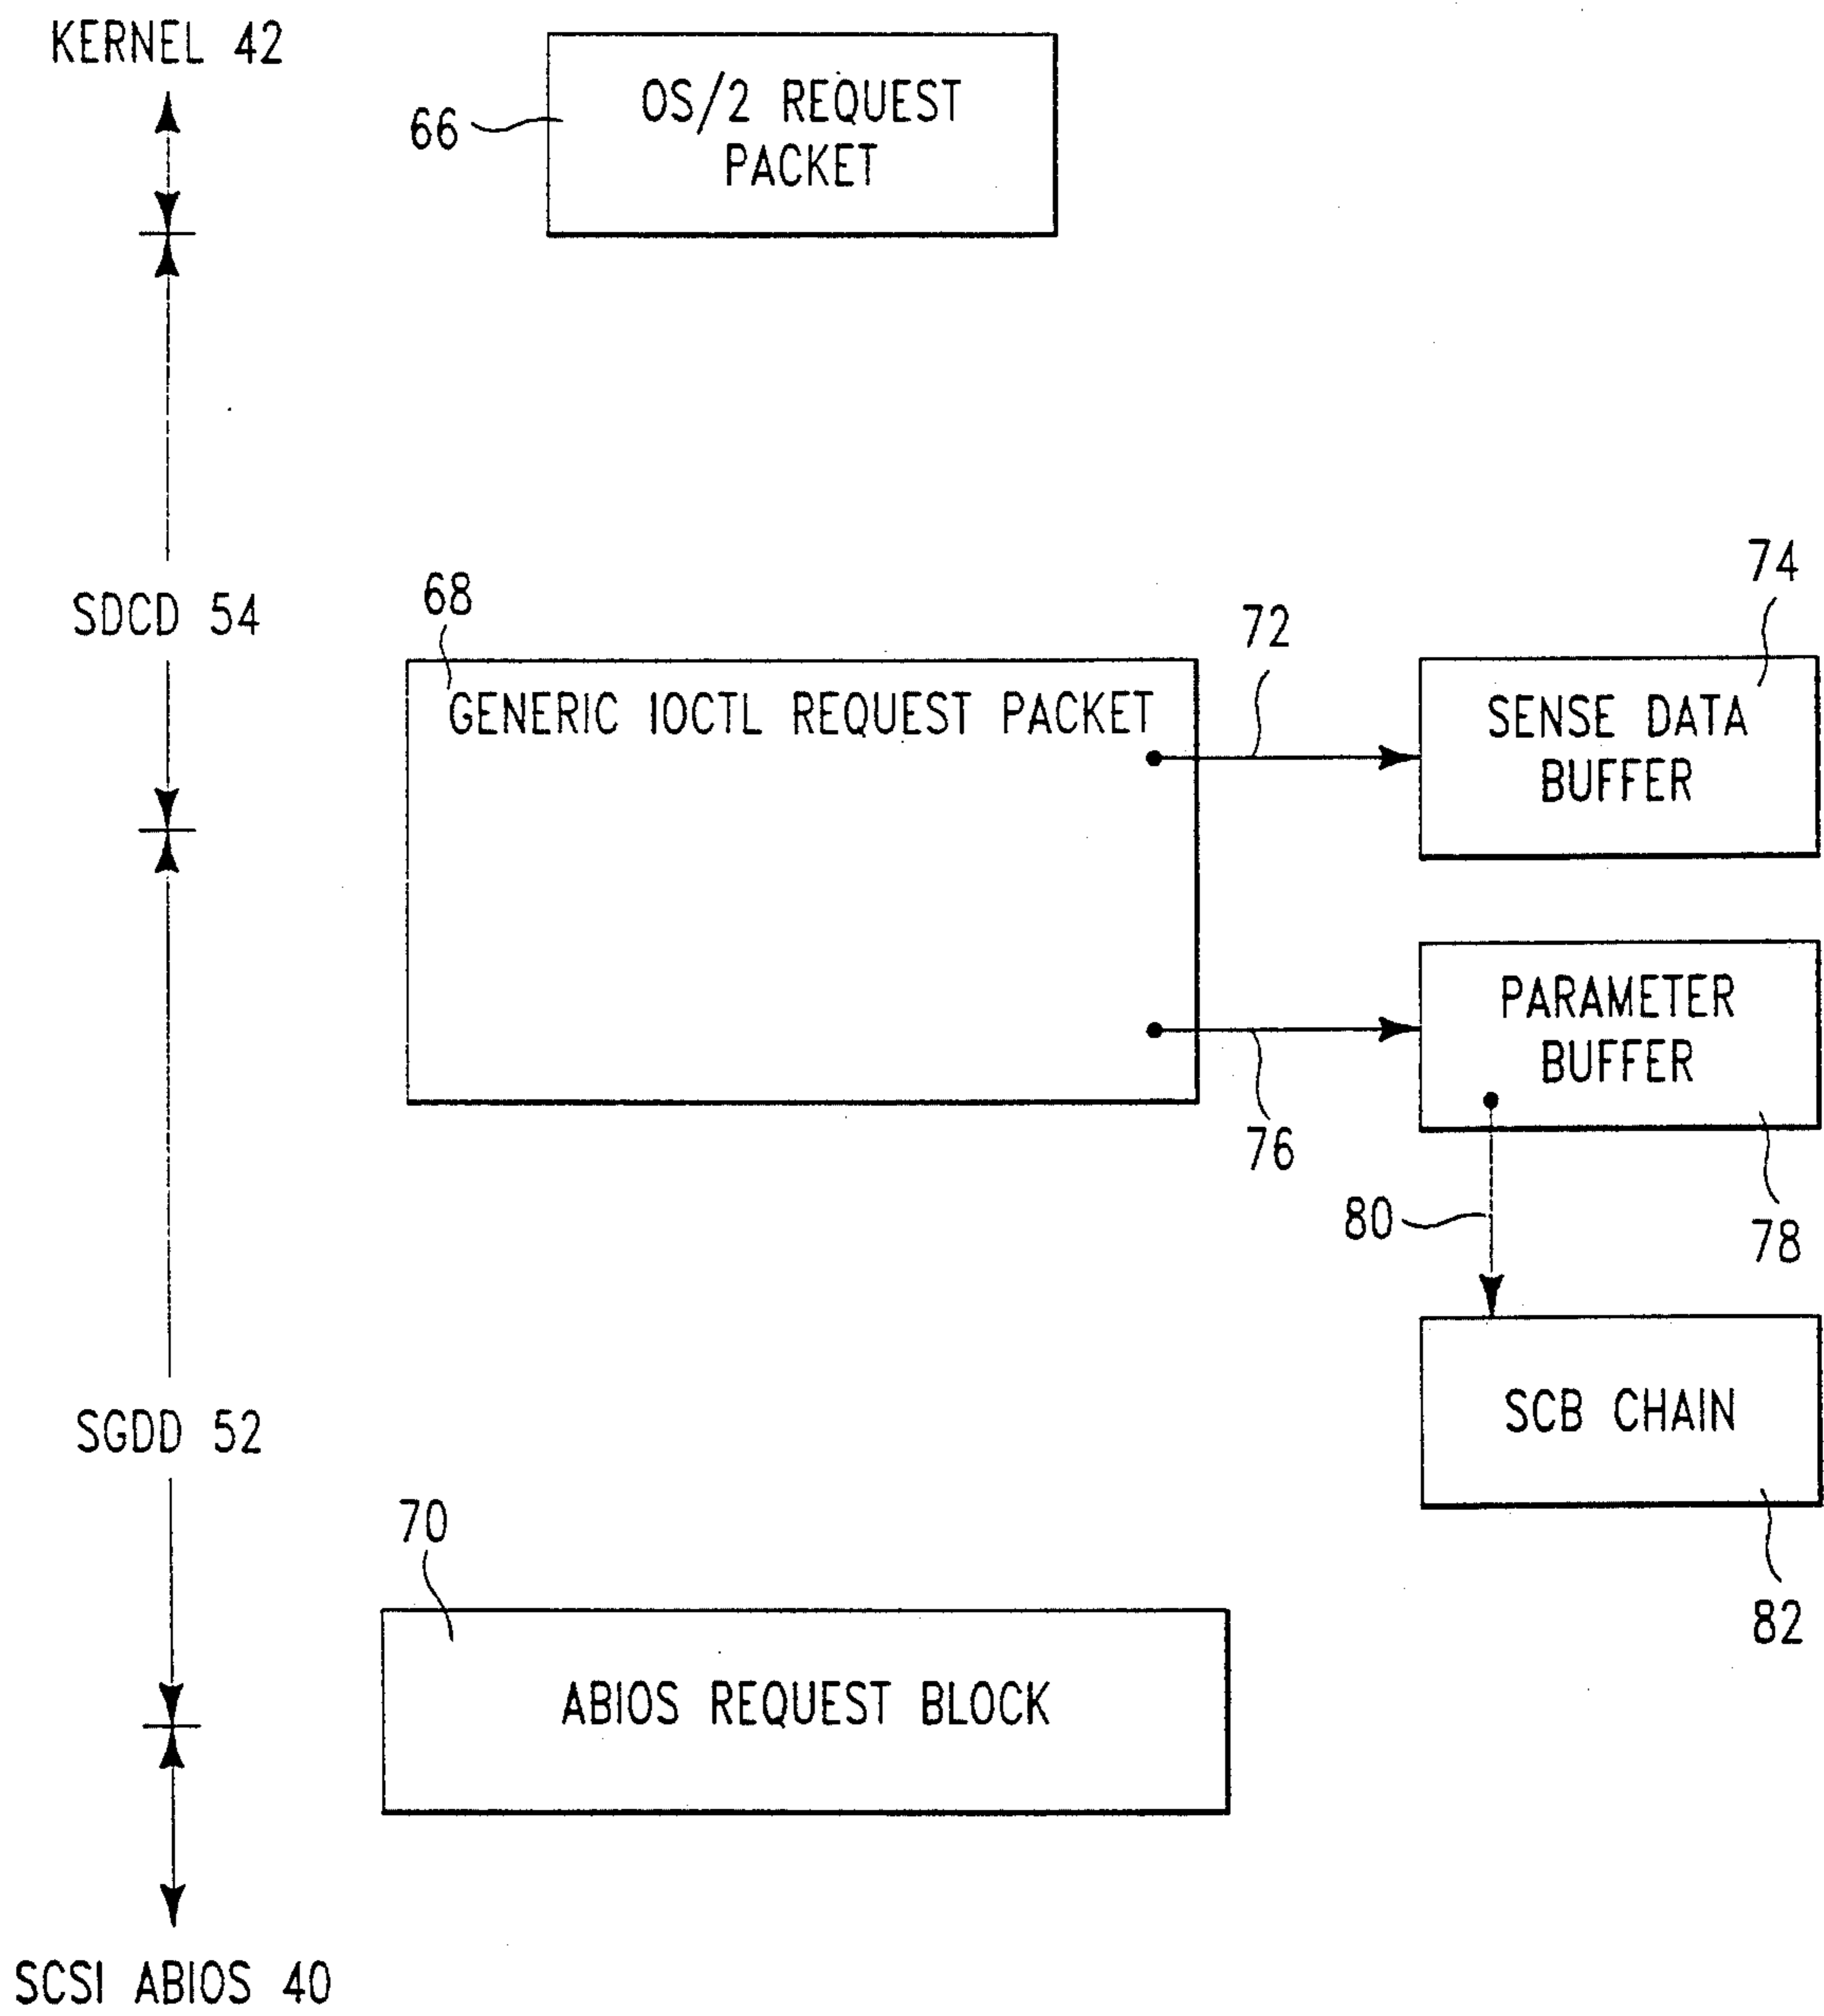 KERNEL 42
OS/2 REQUEST
PACKET
66
SDCD 54
68
GENERIC IOCTL REQUEST PACKET
72
74
SENSE DATA
BUFFER
76
PARAMETER
BUFFER
78
80
SCB CHAIN
82
SGDD 52
70
ABIOS REQUEST BLOCK
SCSI ABIOS 40